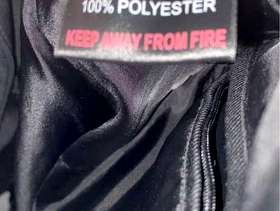 100% POLYESTER
KEEP AWAY FROM FIRE